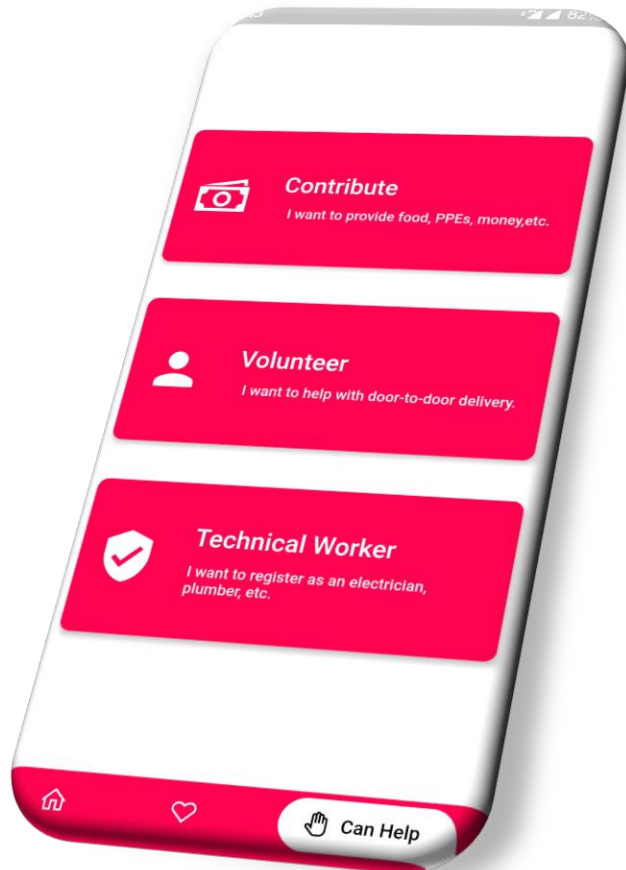 82%
Contribute
I want to provide food, PPEs, money,etc.
Volunteer
I want to help with door-to-door delivery.
Technical Worker
I want to register as an electrician,
plumber, etc.
Can Help